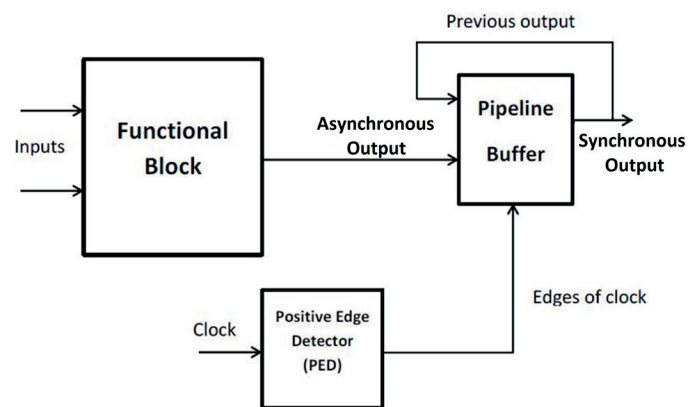 Previous output
Functional
Block
Inputs
Asynchronous
Output
Pipeline
Buffer
Synchronous
Output
Edges of clock
Clock
Positive Edge
Detector
(PED)